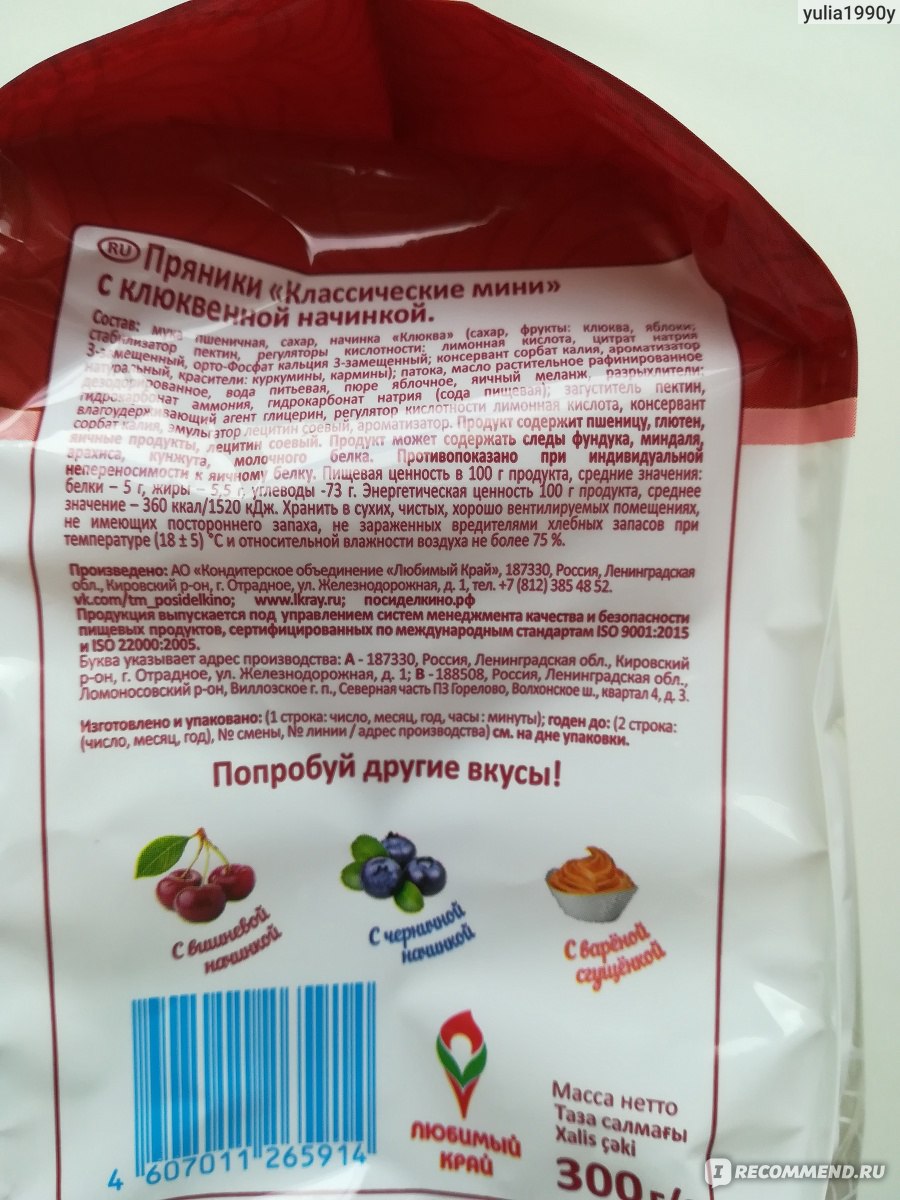 yulia1990y
RU Пряники «Классические мини»
с клюквенной начинкой.
Состав: мука пшеничная, сахар, начинка «Клюква» (сахар, фрукты: клюква, яблоки;
стабилизатор пектин, регуляторы кислотности: лимонная кислота, цитрат натрия
3-замещенный, орто-Фосфат кальция 3-замещенный; консервант сорбат калия, ароматизатор
натуральный, красители: куркумины, кармины); патока, масло растительное рафинированное
дезодорированное, вода питьевая, пюре яблочное, яичный меланж, разрыхлители:
гидрокарбонат аммония, гидрокарбонат натрия (сода пищевая); загуститель пектин,
влагоудерживающий агент глицерин, регулятор кислотности лимонная кислота, консервант
сорбат калия, эмульгатор лецитин соевый, ароматизатор. Продукт содержит пшеницу, глютен,
яичные продукты, лецитин соевый. Продукт может содержать следы фундука, миндаля,
арахиса, кунжута, молочного белка. Противопоказано при индивидуальной
непереносимости к яичному белку. Пищевая ценность в 100 г продукта, средние значения:
белки – 5 г, жиры – 5,5 г, углеводы -73 г. Энергетическая ценность 100 г продукта, среднее
значение – 360 ккал/1520 кДж. Хранить в сухих, чистых, хорошо вентилируемых помещениях,
не имеющих постороннего запаха, не зараженных вредителями хлебных запасов при
температуре (18 ± 5) °С и относительной влажности воздуха не более 75 %.
Произведено: АО «Кондитерское объединение «Любимый Край», 187330, Россия, Ленинградская
обл., Кировский р-он, г. Отрадное, ул. Железнодорожная, д. 1, тел. +7 (812) 385 48 52.
vk.com/tm_posidelkino; www.lkray.ru; посиделкино.рф
Продукция выпускается под управлением систем менеджмента качества и безопасности
пищевых продуктов, сертифицированных по международным стандартам ISO 9001:2015
и ISO 22000:2005.
Буква указывает адрес производства: А - 187330, Россия, Ленинградская обл., Кировский
р-он, г. Отрадное, ул. Железнодорожная, д. 1; В - 188508, Россия, Ленинградская обл.,
Ломоносовский р-он, Виллозское г. п., Северная часть ПЗ Горелово, Волхонское ш., квартал 4, д. 3.
Изготовлено и упаковано: (1 строка: число, месяц, год, часы : минуты); годен до: (2 строка:
(число, месяц, год), № смены, № линии / адрес производства) см. на дне упаковки.
Попробуй другие вкусы!
С вишнёвой
начинкой
С черничной
начинкой
С варёной
сгущёнкой
4 607011 265914
ЛЮБИМЫЙ
КРАЙ
Масса нетто
Таза салмағы
Xalis çəki
300 г/
IRECOMMEND.RU